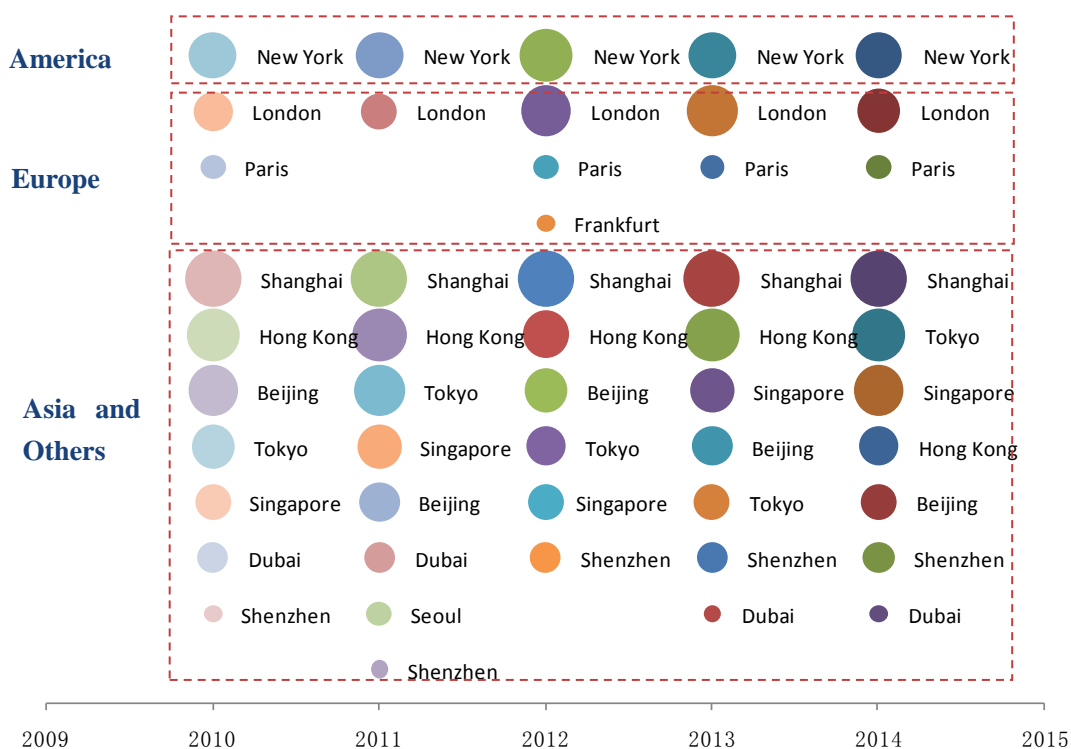 America
New York New York New York New York New York
London London London London London
Europe
Paris Paris Paris Paris
Frankfurt
Shanghai Shanghai Shanghai Shanghai Shanghai
Hong Kong Hong Kong Hong Kong Hong Kong Tokyo
Beijing Tokyo Beijing Singapore Singapore
Asia and
Others
Tokyo Singapore Tokyo Beijing Hong Kong
Singapore Beijing Singapore Tokyo Beijing
Dubai Dubai Shenzhen Shenzhen Shenzhen
Shenzhen Seoul Dubai Dubai
Shenzhen
2009 2010 2011 2012 2013 2014 2015